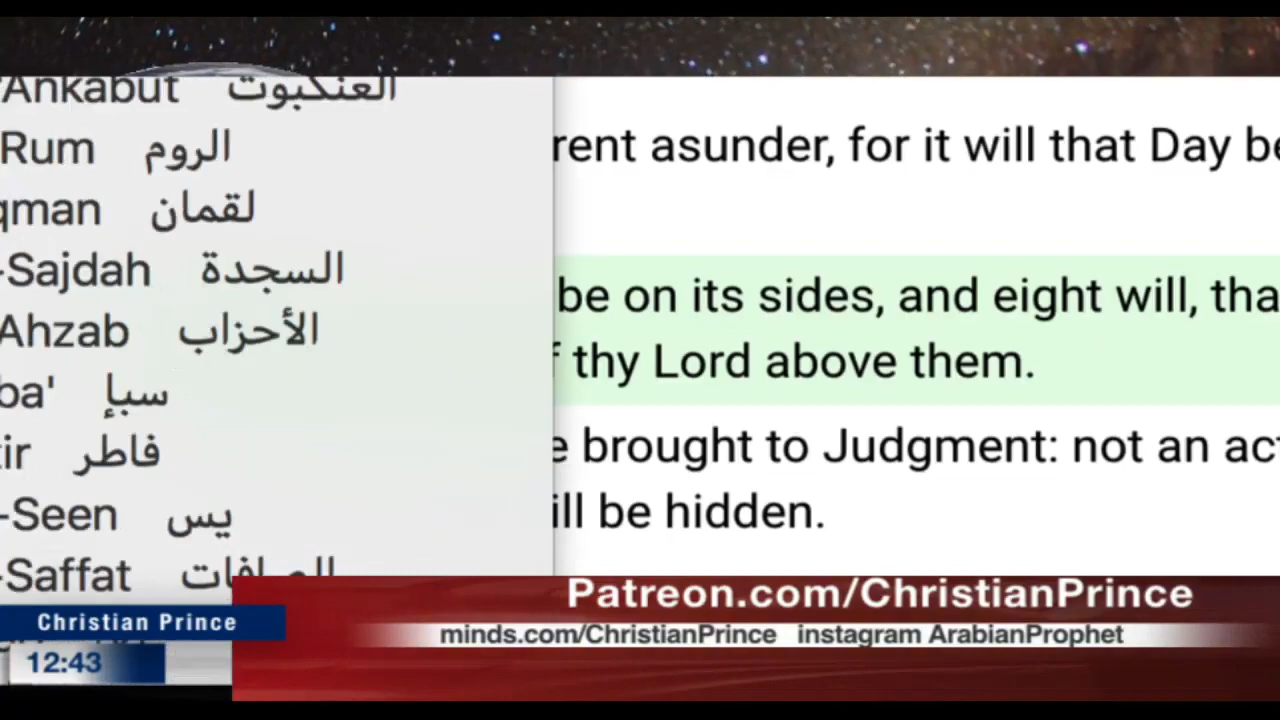 'Ankabut العنكبوت
Rum الروم
qman لقمان
-Sajdah السجدة
Ahzab الأحزاب
ba' سبإ
ir فاطر
-Seen يس
-Saffat الصافات
rent asunder, for it will that Day be
be on its sides, and eight will, tha
f thy Lord above them.
e brought to Judgment: not an act
ill be hidden.
Patreon.com/ChristianPrince
minds.com/ChristianPrince instagram ArabianProphet
Christian Prince
12:43